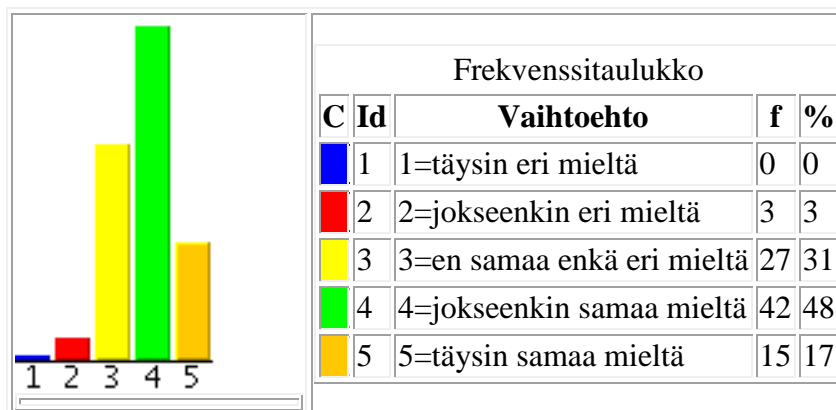 1 2 3 4 5
Frekvenssitaulukko
C Id Vaihtoehto f %
1 1=täysin eri mieltä 0 0
2 2=jokseenkin eri mieltä 3 3
3 3=en samaa enkä eri mieltä 27 31
4 4=jokseenkin samaa mieltä 42 48
5 5=täysin samaa mieltä 15 17